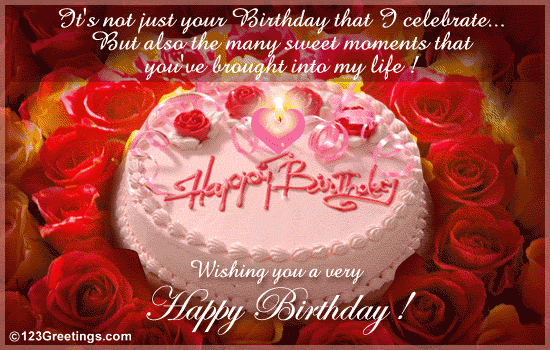 It's not just your Birthday that I celebrate...
But also the many sweet moments that
you've brought into my life !
Happy Birthday
Wishing you a very
Happy Birthday !
©123Greetings.com